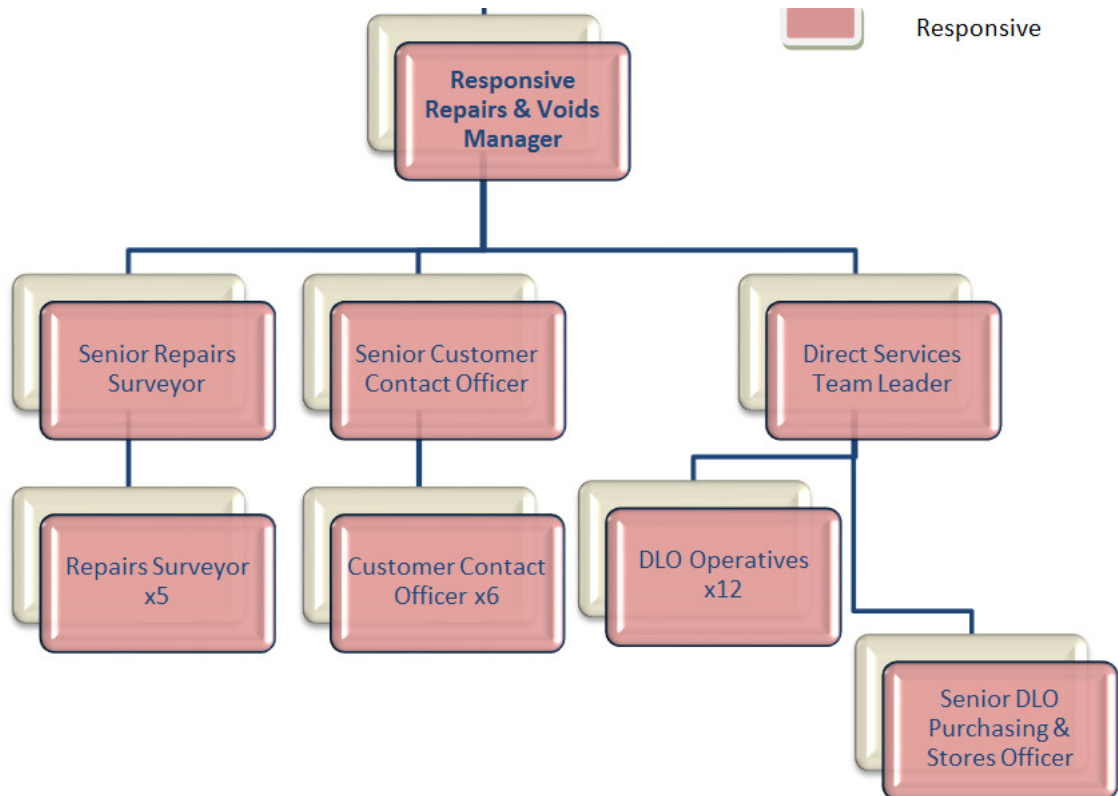 Responsive
Responsive
Repairs & Voids
Manager
Senior Repairs
Surveyor
Senior Customer
Contact Officer
Direct Services
Team Leader
Repairs Surveyor
x5
Customer Contact
Officer x6
DLO Operatives
x12
Senior DLO
Purchasing &
Stores Officer